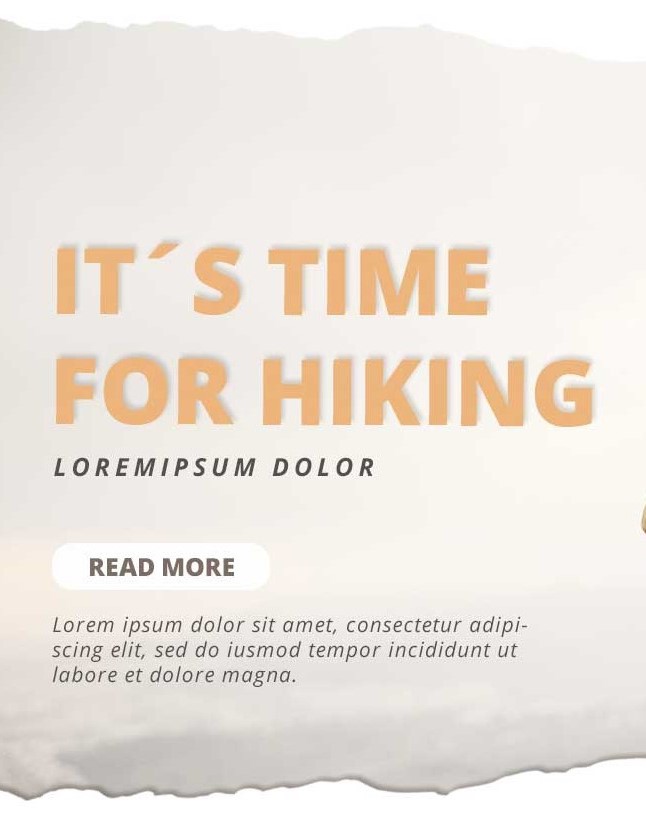 IT´S TIME
FOR HIKING
LOREMIPSUM DOLOR
READ MORE
Lorem ipsum dolor sit amet, consectetur adipi-
scing elit, sed do iusmod tempor incididunt ut
labore et dolore magna.